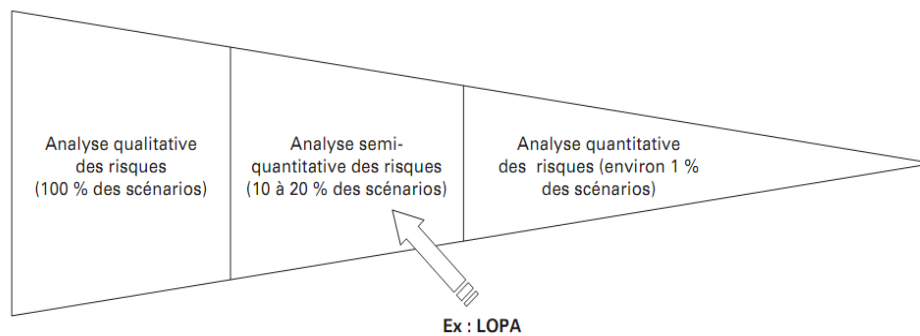 Analyse qualitative
des risques
(100 % des scénarios)
Analyse semi-
quantitative des risques
(10 à 20 % des scénarios)
Analyse quantitative
des risques (environ 1 %
des scénarios)
Ex : LOPA